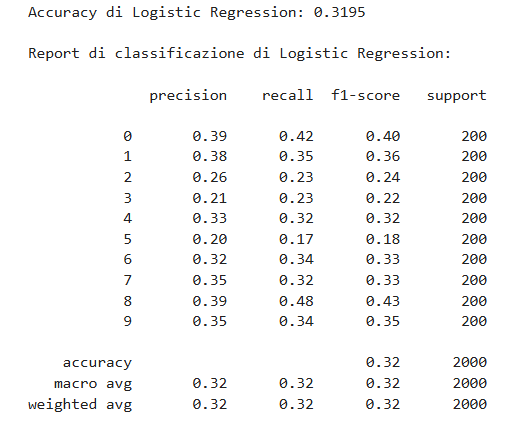 Accuracy di Logistic Regression: 0.3195
Report di classificazione di Logistic Regression:
precision recall f1-score support
0 0.39 0.42 0.40 200
1 0.38 0.35 0.36 200
2 0.26 0.23 0.24 200
3 0.21 0.23 0.22 200
4 0.33 0.32 0.32 200
5 0.20 0.17 0.18 200
6 0.32 0.34 0.33 200
7 0.35 0.32 0.33 200
8 0.39 0.48 0.43 200
9 0.35 0.34 0.35 200
accuracy 0.32 2000
macro avg 0.32 0.32 0.32 2000
weighted avg 0.32 0.32 0.32 2000